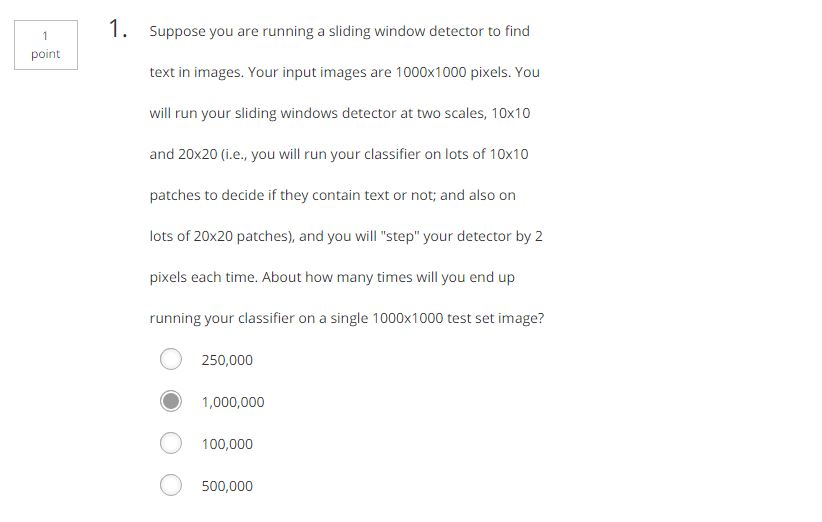 1
point
1. Suppose you are running a sliding window detector to find
text in images. Your input images are 1000x1000 pixels. You
will run your sliding windows detector at two scales, 10x10
and 20x20 (i.e., you will run your classifier on lots of 10x10
patches to decide if they contain text or not; and also on
lots of 20x20 patches), and you will "step" your detector by 2
pixels each time. About how many times will you end up
running your classifier on a single 1000x1000 test set image?
250,000
1,000,000
100,000
500,000